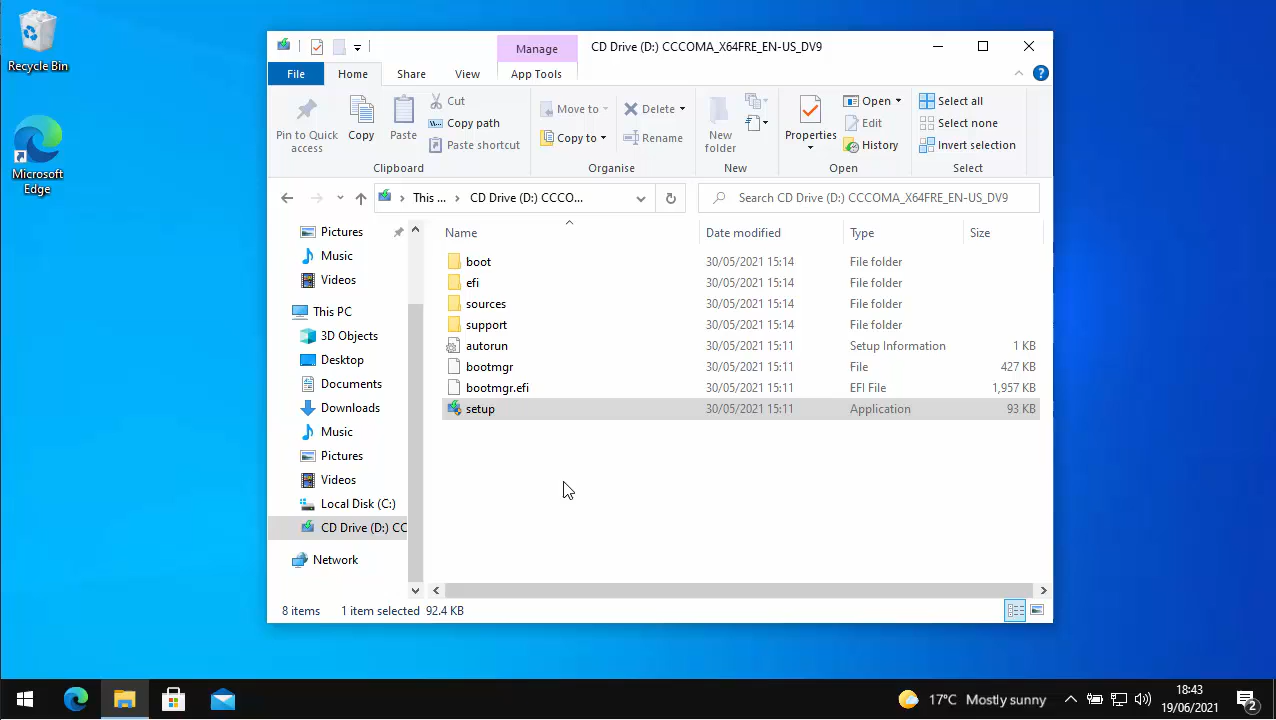 Recycle Bin
Microsoft
Edge
Manage
CD Drive (D:) CCCOMA_X64FRE_EN-US_DV9
File
Home
Share
View
App Tools
?
Pin to Quick
access
Copy
Paste
Cut
Copy path
Paste shortcut
Clipboard
Move to
Copy to
Delete
Rename
Organise
New
folder
New
Properties
Open
Edit
History
Open
Select all
Select none
Invert selection
Select
This ...
CD Drive (D:) CCCO...
Search CD Drive (D:) CCCOMA_X64FRE_EN-US_DV9
Pictures
Music
Videos
This PC
3D Objects
Desktop
Documents
Downloads
Music
Pictures
Videos
Local Disk (C:)
CD Drive (D:) CC
Network
Name Date modified Type Size
boot 30/05/2021 15:14 File folder
efi 30/05/2021 15:14 File folder
sources 30/05/2021 15:14 File folder
support 30/05/2021 15:14 File folder
autorun 30/05/2021 15:11 Setup Information 1 KB
bootmgr 30/05/2021 15:11 File 427 KB
bootmgr.efi 30/05/2021 15:11 EFI File 1,957 KB
setup 30/05/2021 15:11 Application 93 KB
8 items 1 item selected 92.4 KB
17°C Mostly sunny
18:43
19/06/2021
2